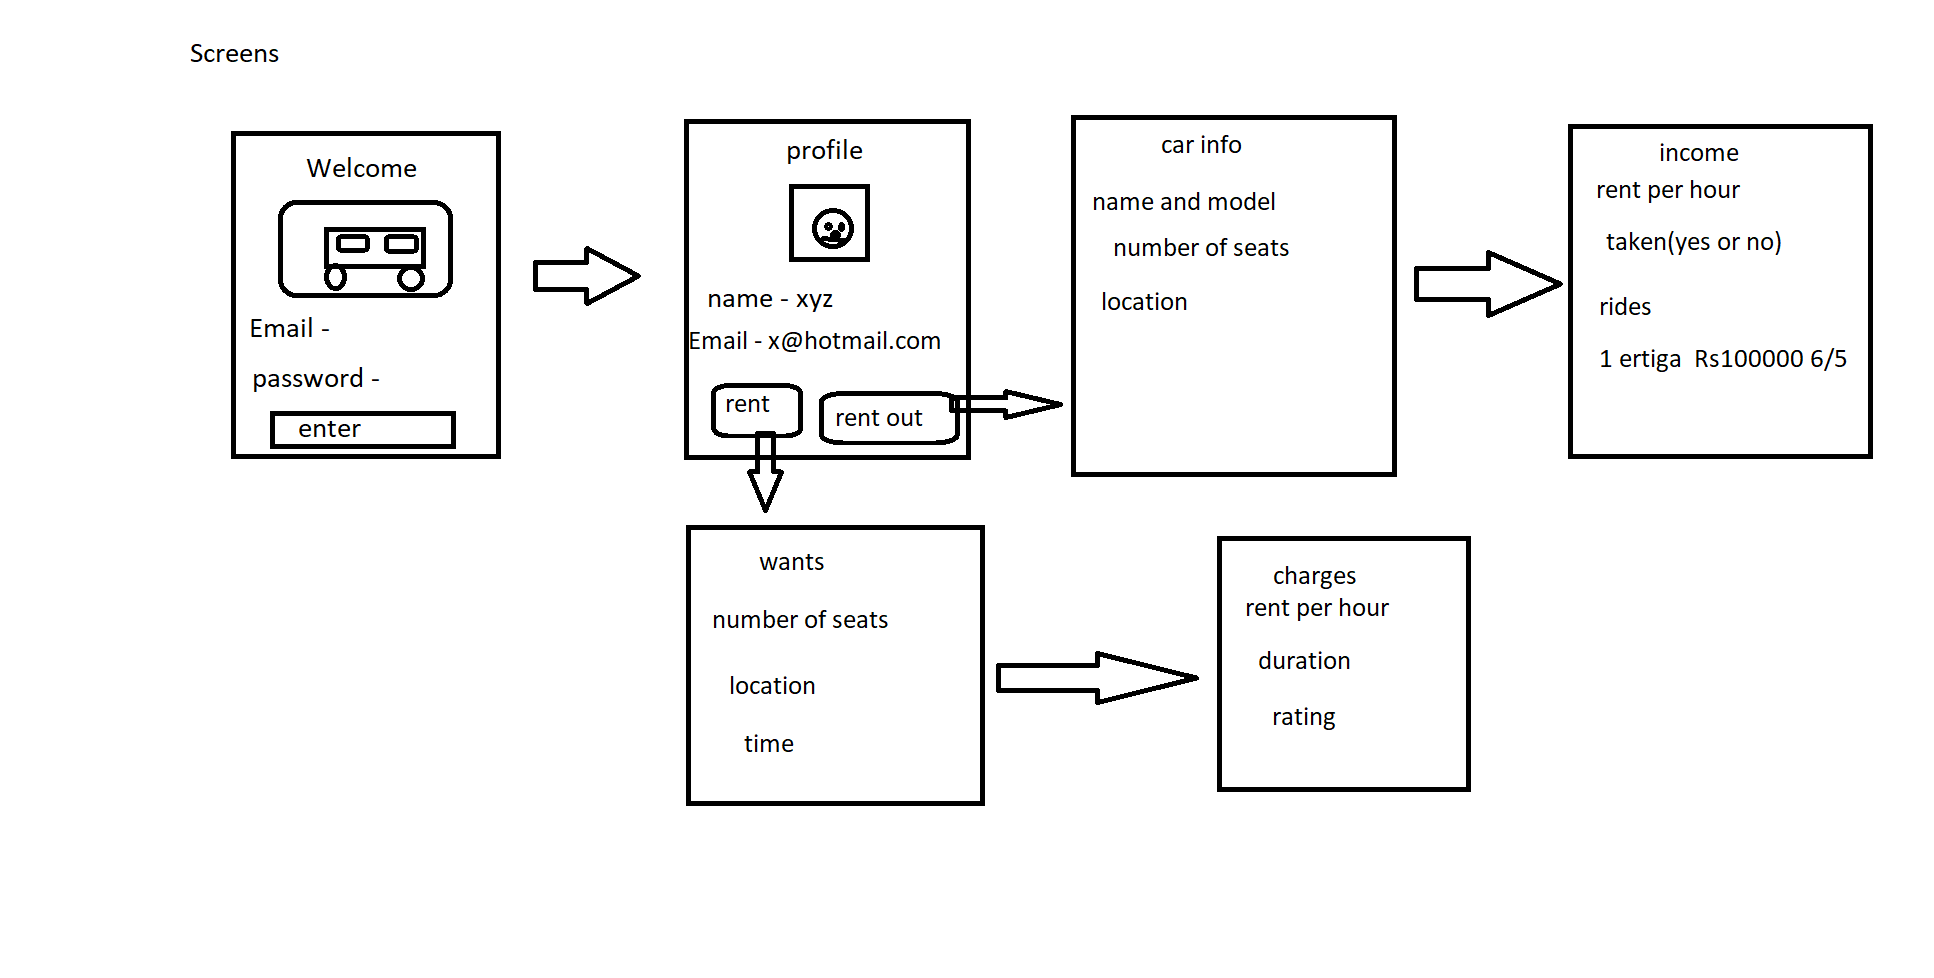 Screens
Welcome
Email -
password -
enter
profile
name - xyz
Email - x@hotmail.com
rent
rent out
car info
name and model
number of seats
location
income
rent per hour
taken(yes or no)
rides
1 ertiga  Rs100000 6/5
wants
number of seats
location
time
charges
rent per hour
duration
rating